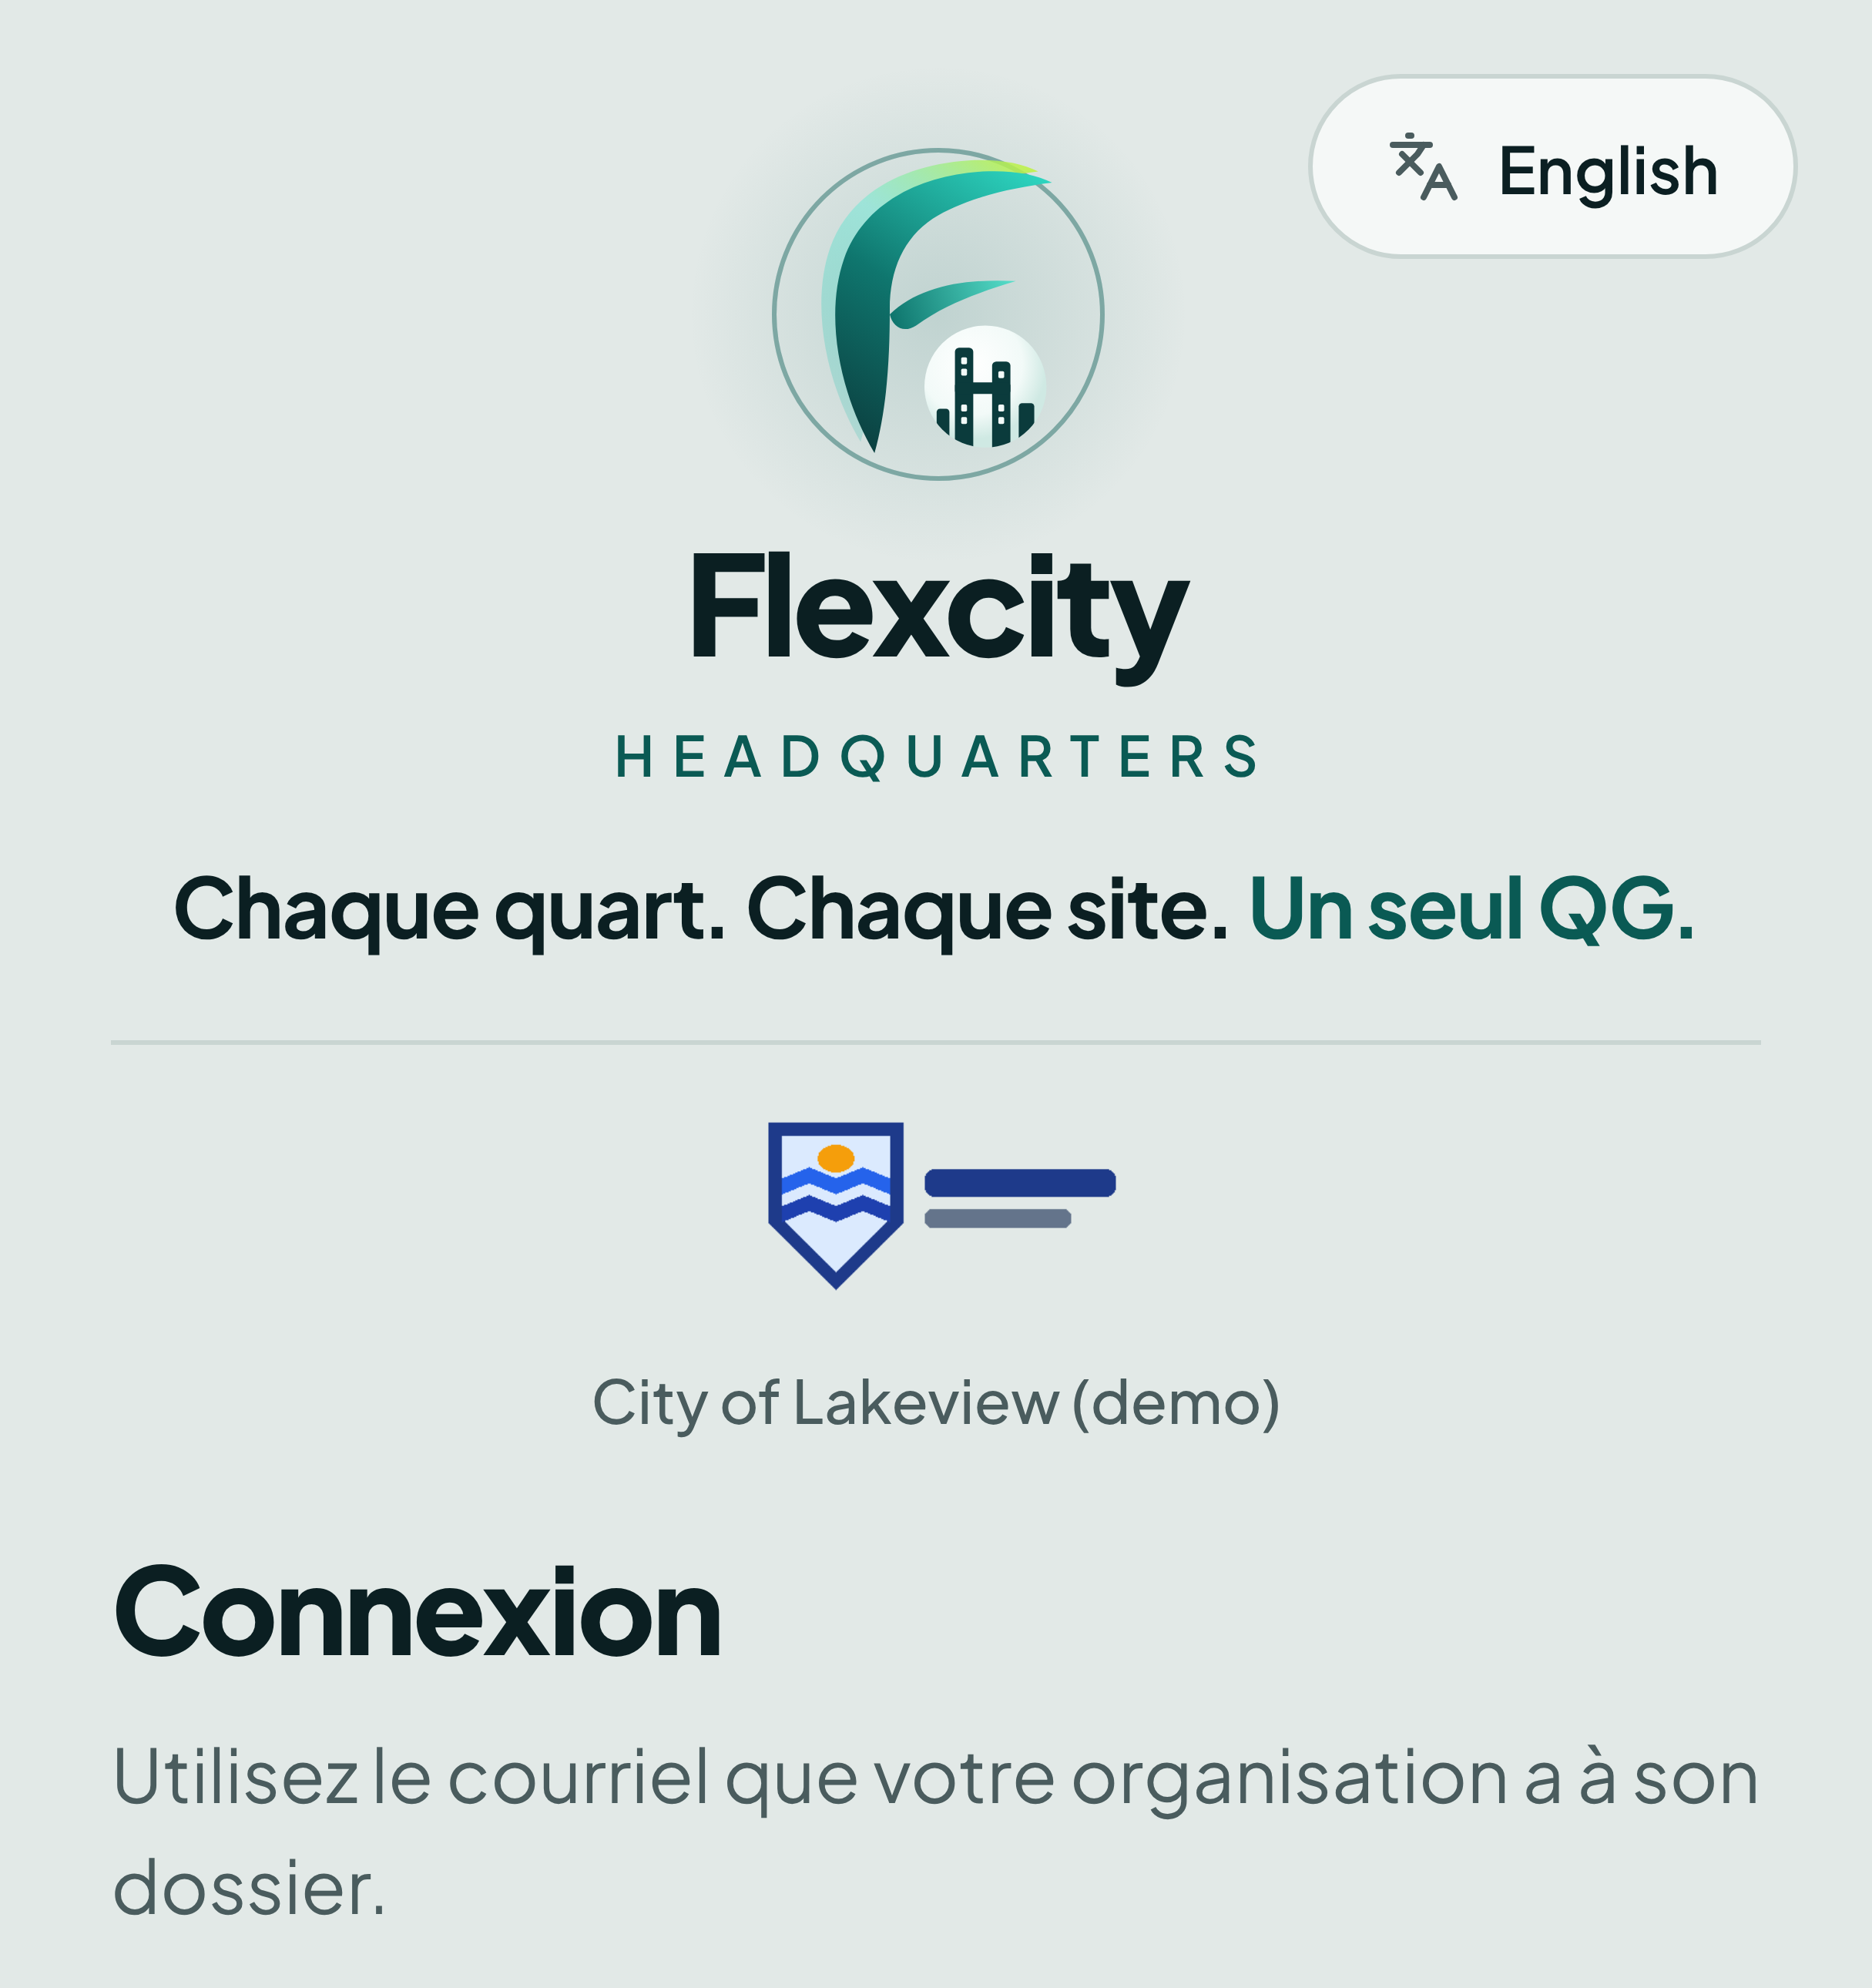 English
Flexcity
HEADQUARTERS
Chaque quart. Chaque site. Un seul QG.
City of Lakeview (demo)
Connexion
Utilisez le courriel que votre organisation a à son
dossier.